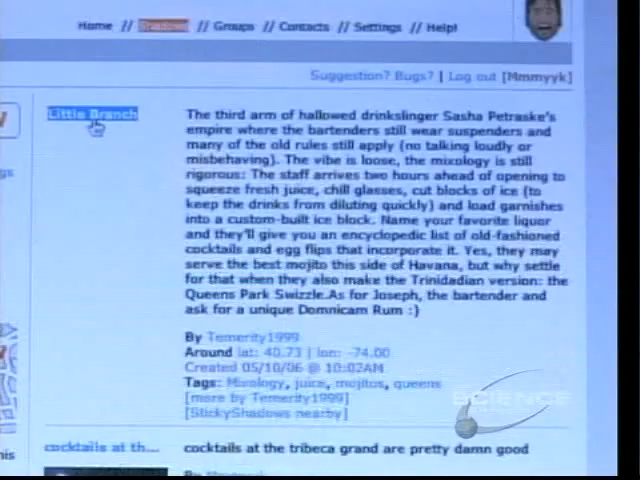 Home // Shadows // Groups // Contacts // Settings // Help!
Suggestion? Bugs? | Log out [Mmmyyk]
Little Branch
The third arm of hallowed drinkslinger Sasha Petraske's
empire where the bartenders still wear suspenders and
many of the old rules still apply (no talking loudly or
misbehaving). The vibe is loose, the mixology is still
rigorous: The staff arrives two hours ahead of opening to
squeeze fresh juice, chill glasses, cut blocks of ice (to
keep the drinks from diluting quickly) and load garnishes
into a custom-built ice block. Name your favorite liquor
and they'll give you an encyclopedic list of old-fashioned
cocktails and egg flips that incorporate it. Yes, they may
serve the best mojito this side of Havana, but why settle
for that when they also make the Trinidadian version: the
Queens Park Swizzle.As for Joseph, the bartender and
ask for a unique Domnicam Rum :)
By Temerity1999
Around lat: 40.73 | lon: -74.00
Created 05/10/06 @ 10:02AM
Tags: Mixology, juice, mojitos, queens
[more by Temerity1999]
[StickyShadows nearby]
SCIENCE
cocktails at th...
cocktails at the tribeca grand are pretty damn good
By